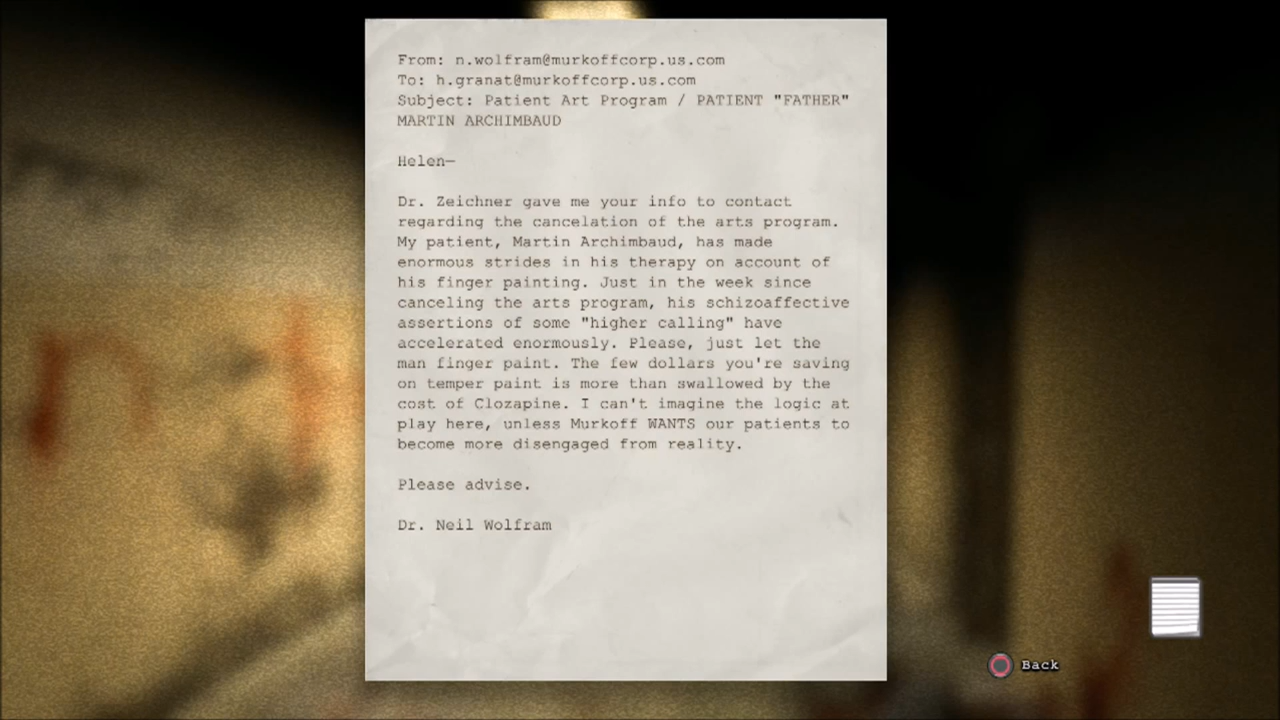 From: n.wolfram@murkoffcorp.us.com
To: h.granat@murkoffcorp.us.com
Subject: Patient Art Program / PATIENT "FATHER"
MARTIN ARCHIMBAUD
Helen—
Dr. Zeichner gave me your info to contact
regarding the cancelation of the arts program.
My patient, Martin Archimbaud, has made
enormous strides in his therapy on account of
his finger painting. Just in the week since
canceling the arts program, his schizoaffective
assertions of some "higher calling" have
accelerated enormously. Please, just let the
man finger paint. The few dollars you're saving
on temper paint is more than swallowed by the
cost of Clozapine. I can't imagine the logic at
play here, unless Murkoff WANTS our patients to
become more disengaged from reality.
Please advise.
Dr. Neil Wolfram
Back